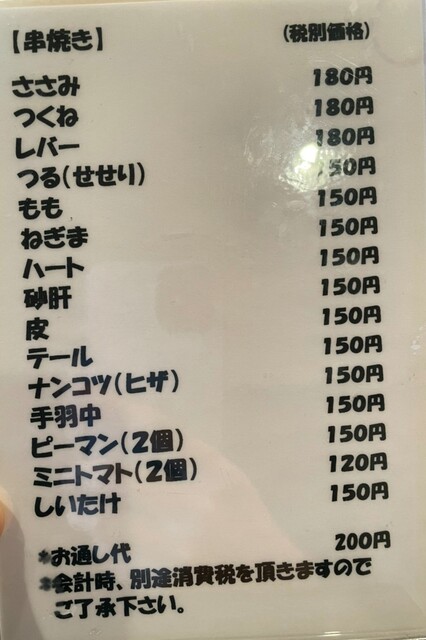 【串焼き】 (税別価格)
ささみ 180円
つくね 180円
レバー 180円
つる(せせり) 150円
もも 150円
ねぎま 150円
ハート 150円
砂肝 150円
皮 150円
テール 150円
ナンコツ(ヒザ) 150円
手羽中 150円
ピーマン(2個) 150円
ミニトマト(2個) 120円
しいたけ 150円
*お通し代 200円
*会計時、別途消費税を頂きますので
ご了承下さい。